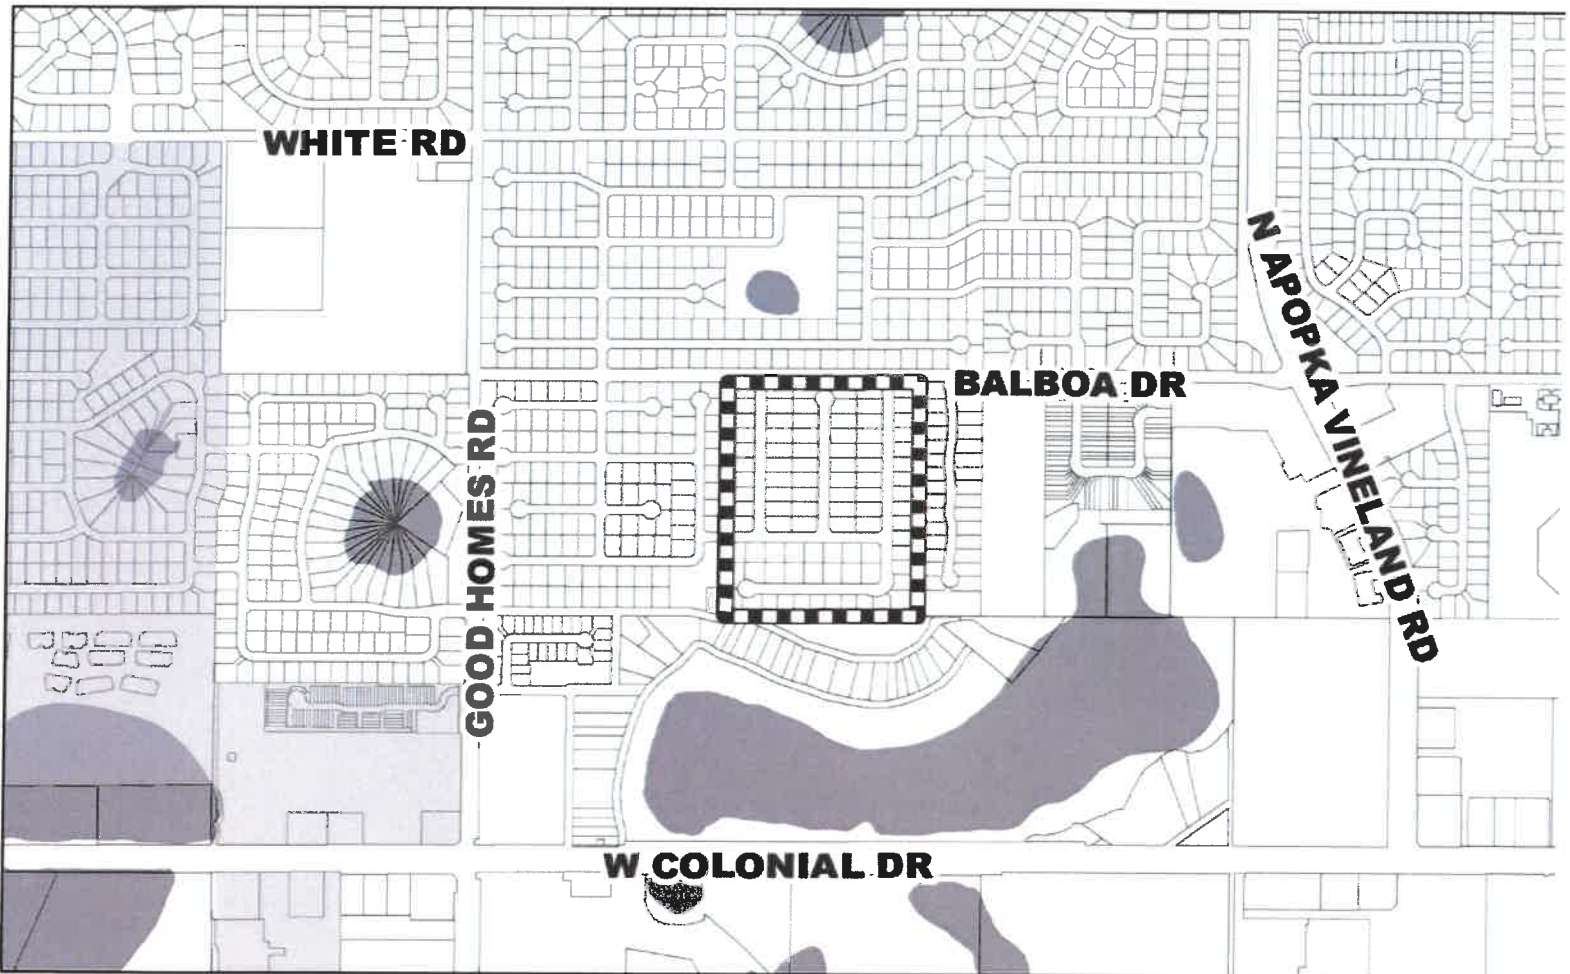 WHITE RD
N APOPKA VINELAND RD
BALBOA DR
GOOD HOMES RD
W COLONIAL DR